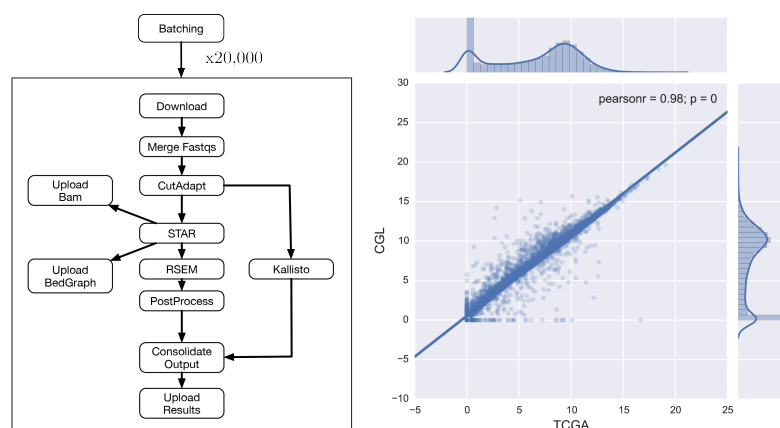 Batching
x20,000
Download
Merge Fastqs
CutAdapt
Upload
Bam
STAR
Upload
BedGraph
RSEM
Kallisto
PostProcess
Consolidate
Output
Upload
Results
pearsonr = 0.98; p = 0
30
25
20
15
10
5
0
−5
−10
CGL
−5
0
5
10
15
20
25
TCGA